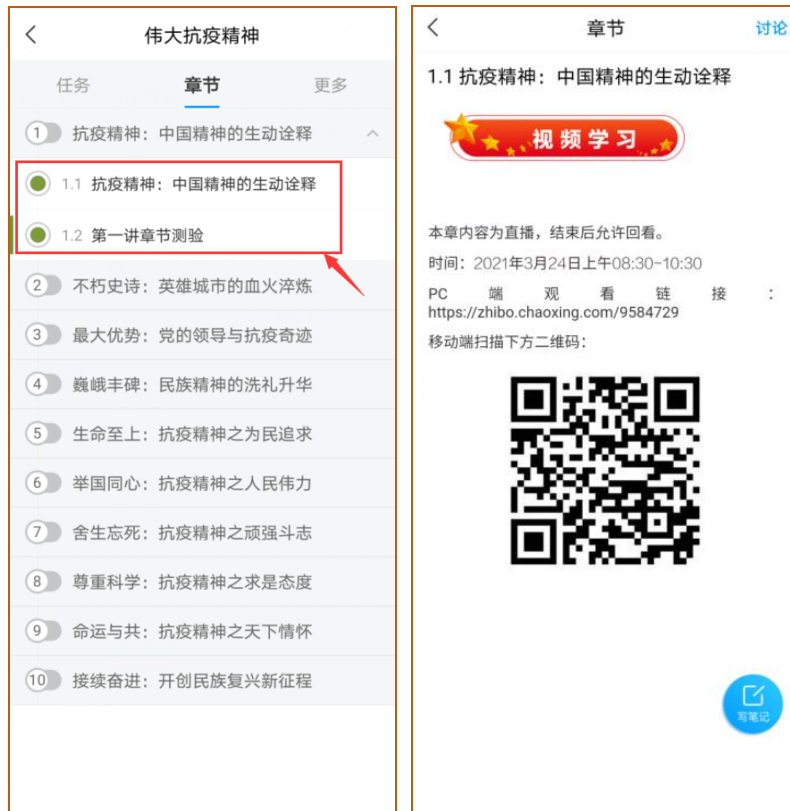 伟大抗疫精神
任务 章节 更多
1 抗疫精神：中国精神的生动诠释
1.1 抗疫精神：中国精神的生动诠释
1.2 第一讲章节测验
2 不朽史诗：英雄城市的血火淬炼
3 最大优势：党的领导与抗疫奇迹
4 巍峨丰碑：民族精神的洗礼升华
5 生命至上：抗疫精神之为民追求
6 举国同心：抗疫精神之人民伟力
7 舍生忘死：抗疫精神之顽强斗志
8 尊重科学：抗疫精神之求是态度
9 命运与共：抗疫精神之天下情怀
10 接续奋进：开创民族复兴新征程
章节 讨论
1.1 抗疫精神：中国精神的生动诠释
视频学习
本章内容为直播，结束后允许回看。
时间：2021年3月24日上午08:30-10:30
PC 端 观 看 链 接 ：
https://zhibo.chaoxing.com/9584729
移动端扫描下方二维码：
写笔记